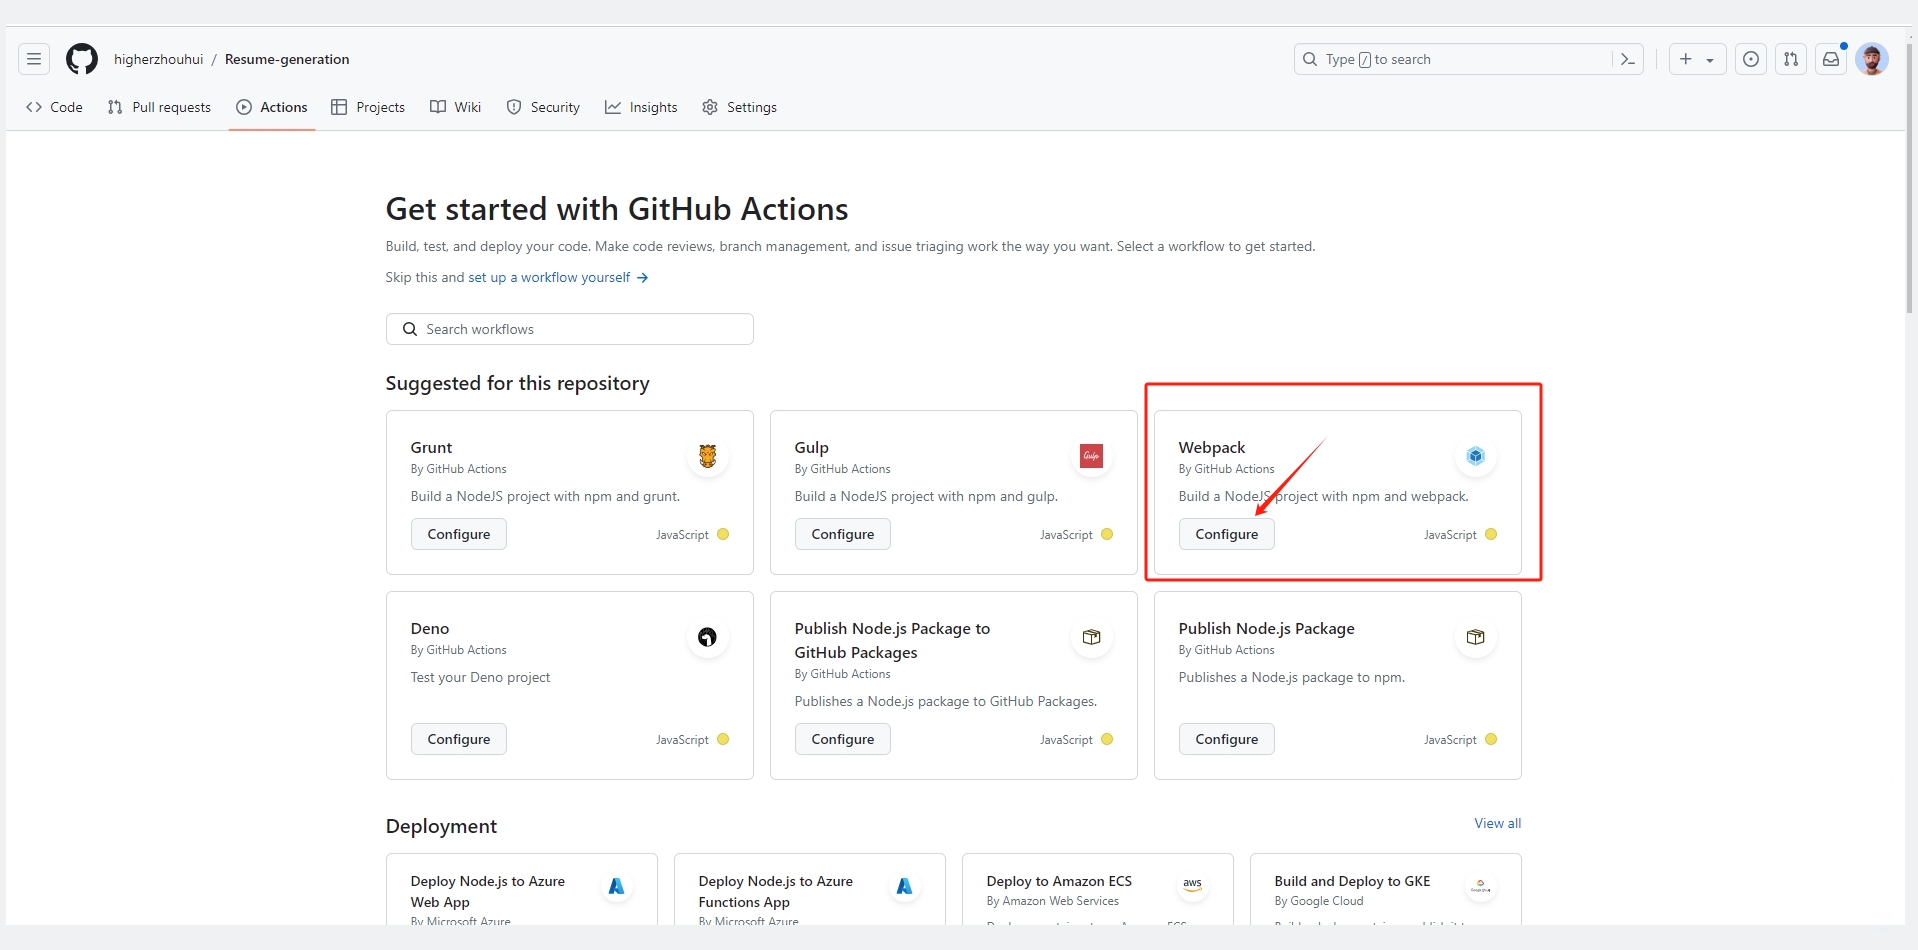 higherzhouhui / Resume-generation
Type / to search
Code
Pull requests
Actions
Projects
Wiki
Security
Insights
Settings
Get started with GitHub Actions
Build, test, and deploy your code. Make code reviews, branch management, and issue triaging work the way you want. Select a workflow to get started.
Skip this and set up a workflow yourself →
Search workflows
Suggested for this repository
Grunt
By GitHub Actions
Build a NodeJS project with npm and grunt.
Configure
JavaScript
Gulp
By GitHub Actions
Build a NodeJS project with npm and gulp.
Configure
JavaScript
Webpack
By GitHub Actions
Build a NodeJS project with npm and webpack.
Configure
JavaScript
Deno
By GitHub Actions
Test your Deno project
Configure
JavaScript
Publish Node.js Package to
GitHub Packages
By GitHub Actions
Publishes a Node.js package to GitHub Packages.
Configure
JavaScript
Publish Node.js Package
By GitHub Actions
Publishes a Node.js package to npm.
Configure
JavaScript
Deployment
View all
Deploy Node.js to Azure
Web App
By Microsoft Azure
Deploy Node.js to Azure
Functions App
By Microsoft Azure
Deploy to Amazon ECS
aws
By Amazon Web Services
Build and Deploy to GKE
By Google Cloud